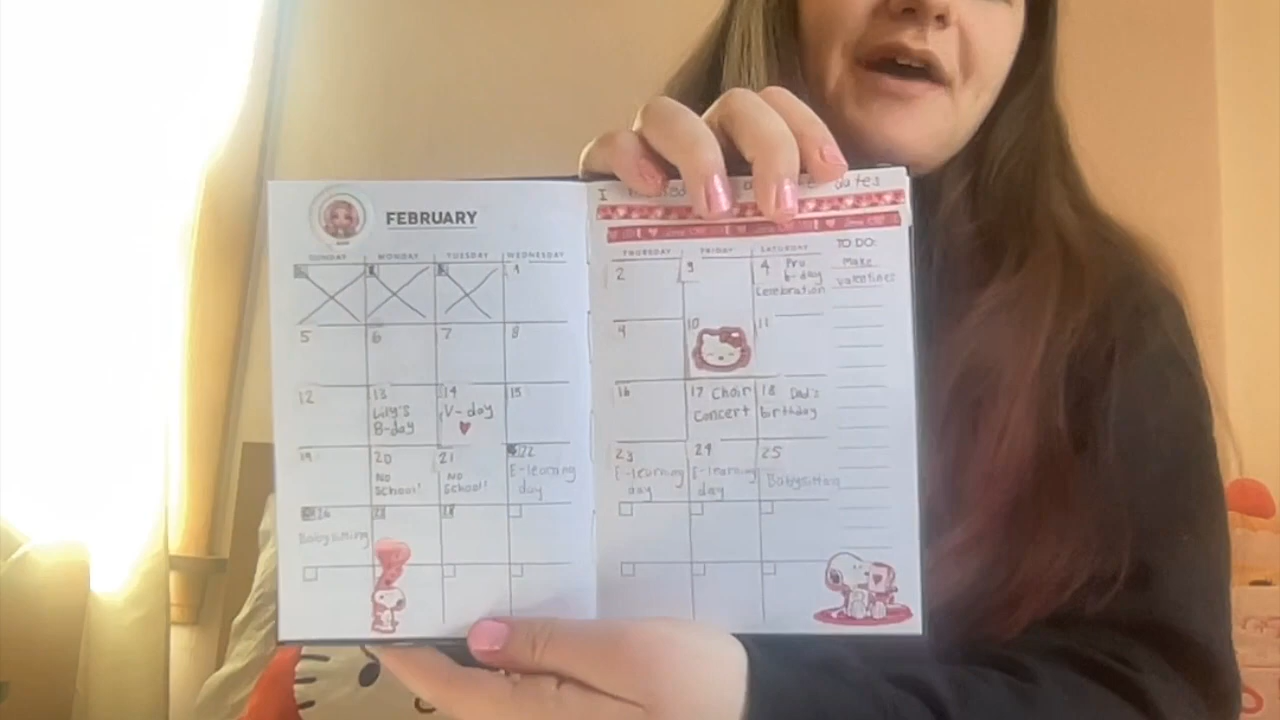 I dates
FEBRUARY
SUNDAY MONDAY TUESDAY WEDNESDAY THURSDAY FRIDAY SATURDAY TO DO:
1 2 3 4 Pru
b-day
Celebration
Make
valentines
5 6 7 8 9 10 11
12 13 14 15 16 17 Choir 18 Dad's
Lily's V-day Concert birthday
B-day
19 20 21 22 23 24 25
No No E-learning E-learning E-learning Babysitting
School! School! day day day
26
Babysitting